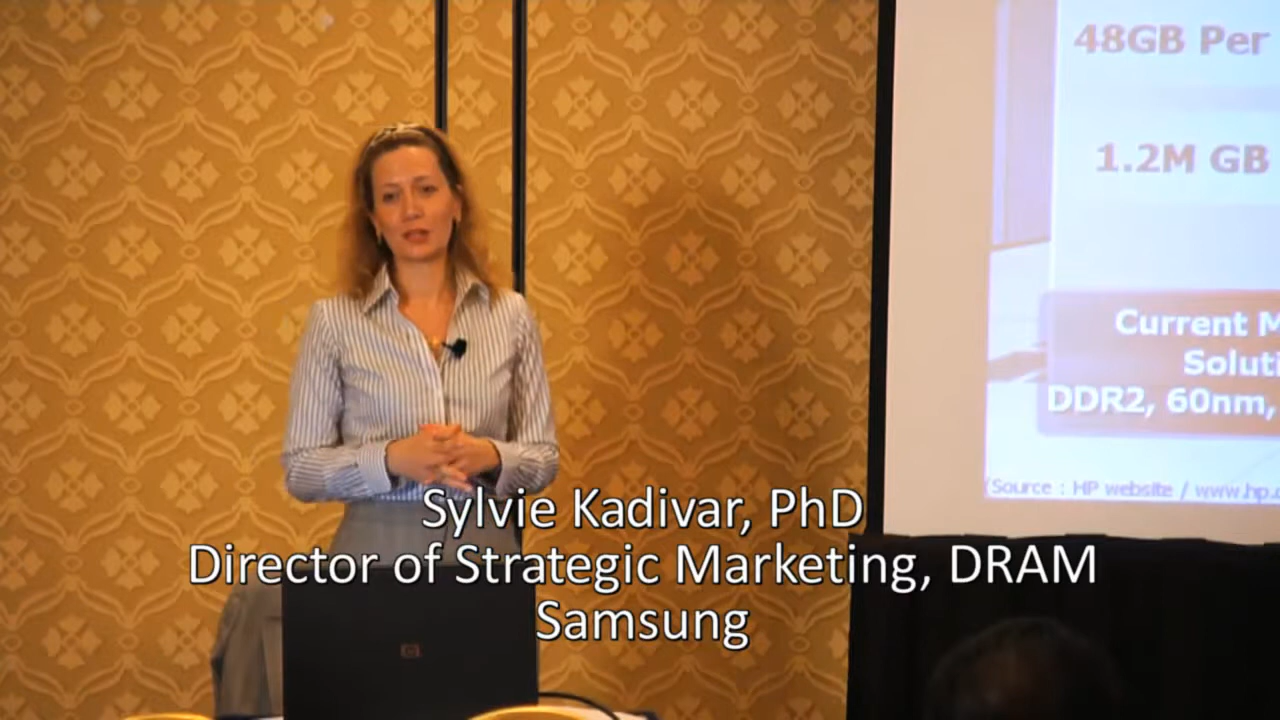 48GB Per
1.2M GB
Current M
Soluti
DDR2, 60nm,
(Source : HP website / www.hp.
Sylvie Kadivar, PhD
Director of Strategic Marketing, DRAM
Samsung
hp